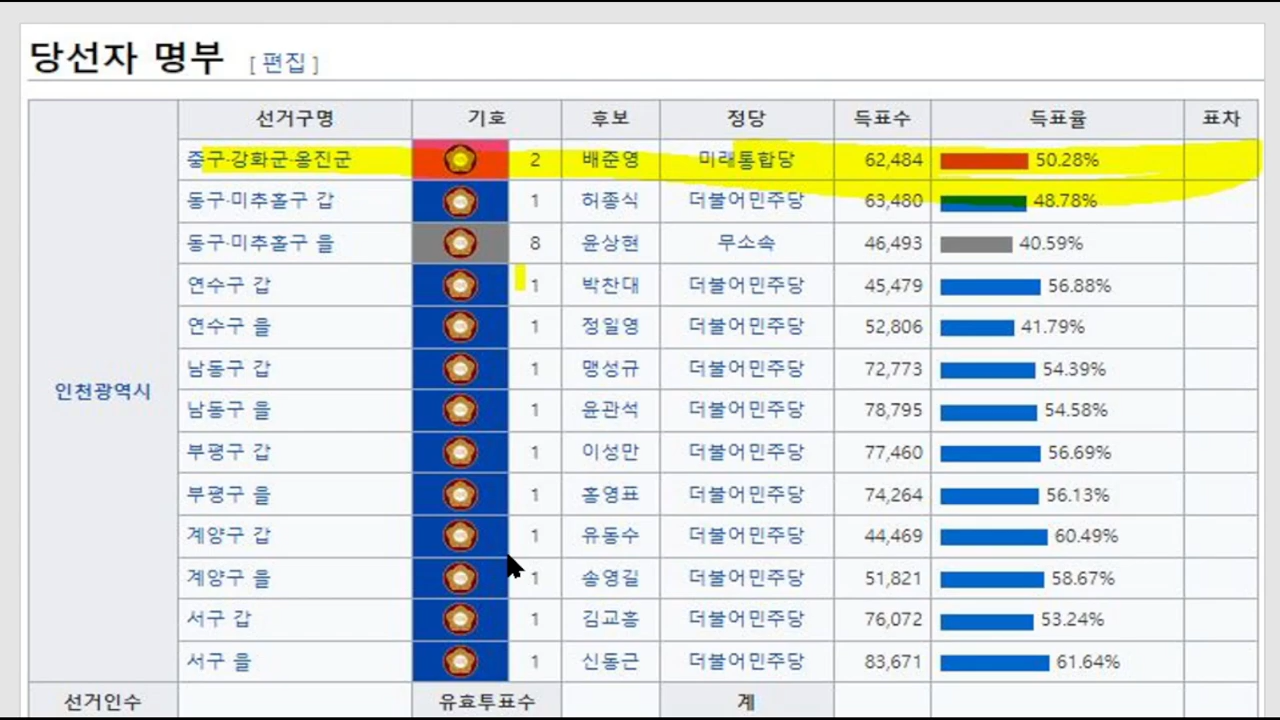 당선자 명부 [ 편집 ]
선거구명 기호 후보 정당 득표수 득표율 표차
중구·강화군·옹진군 2 배준영 미래통합당 62,484 50.28%
동구·미추홀구 갑 1 허종식 더불어민주당 63,480 48.78%
동구·미추홀구 을 8 윤상현 무소속 46,493 40.59%
연수구 갑 1 박찬대 더불어민주당 45,479 56.88%
연수구 을 1 정일영 더불어민주당 52,806 41.79%
남동구 갑 1 맹성규 더불어민주당 72,773 54.39%
인천광역시
남동구 을 1 윤관석 더불어민주당 78,795 54.58%
부평구 갑 1 이성만 더불어민주당 77,460 56.69%
부평구 을 1 홍영표 더불어민주당 74,264 56.13%
계양구 갑 1 유동수 더불어민주당 44,469 60.49%
계양구 을 1 송영길 더불어민주당 51,821 58.67%
서구 갑 1 김교흥 더불어민주당 76,072 53.24%
서구 을 1 신동근 더불어민주당 83,671 61.64%
선거인수 유효투표수 계